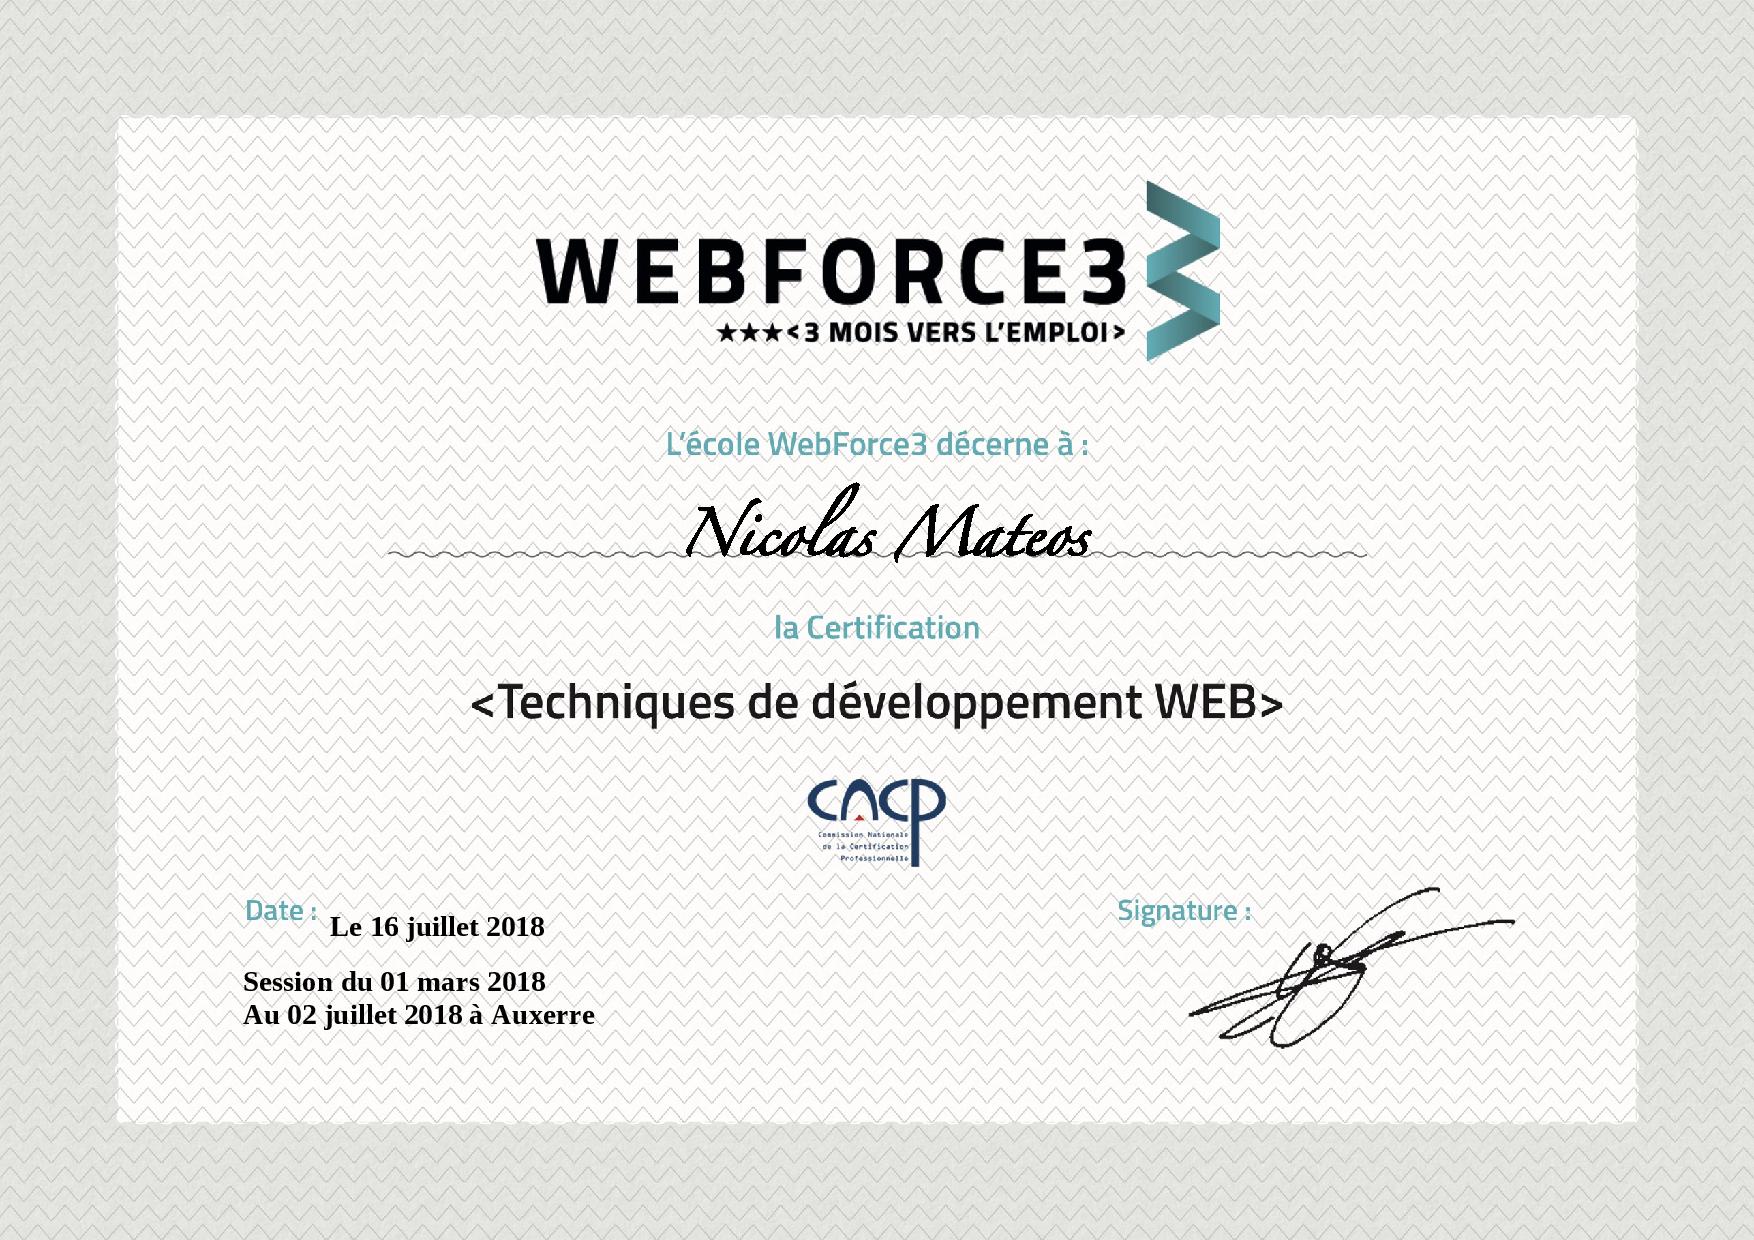 WEBFORCE3
★★★<3 MOIS VERS L'EMPLOI>
L'école WebForce3 décerne à :
Nicolas Mateos
la Certification
<Techniques de développement WEB>
CNCP
Commission Nationale
de la Certification
Professionnelle
Date : Le 16 juillet 2018
Signature :
Session du 01 mars 2018
Au 02 juillet 2018 à Auxerre